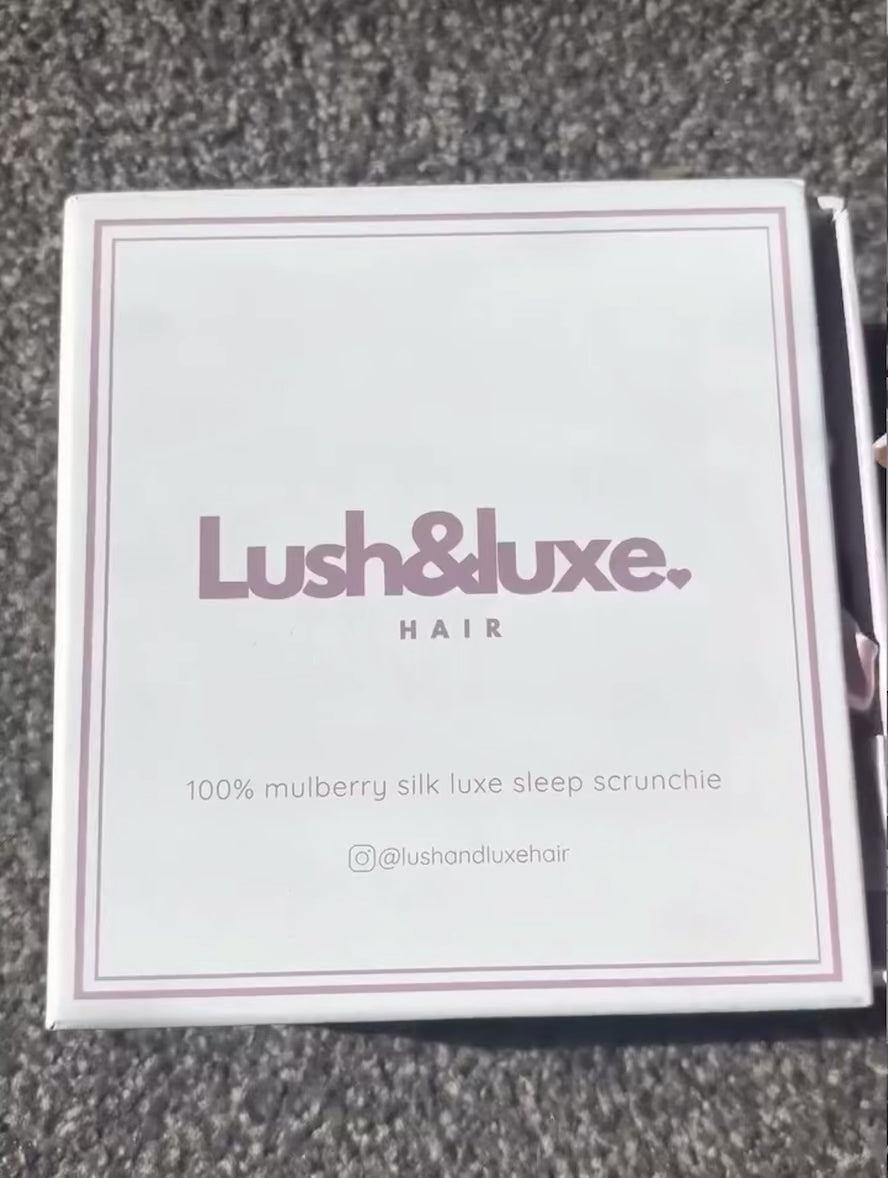 Lush&luxe.
HAIR
100% mulberry silk luxe sleep scrunchie
@lushandluxehair